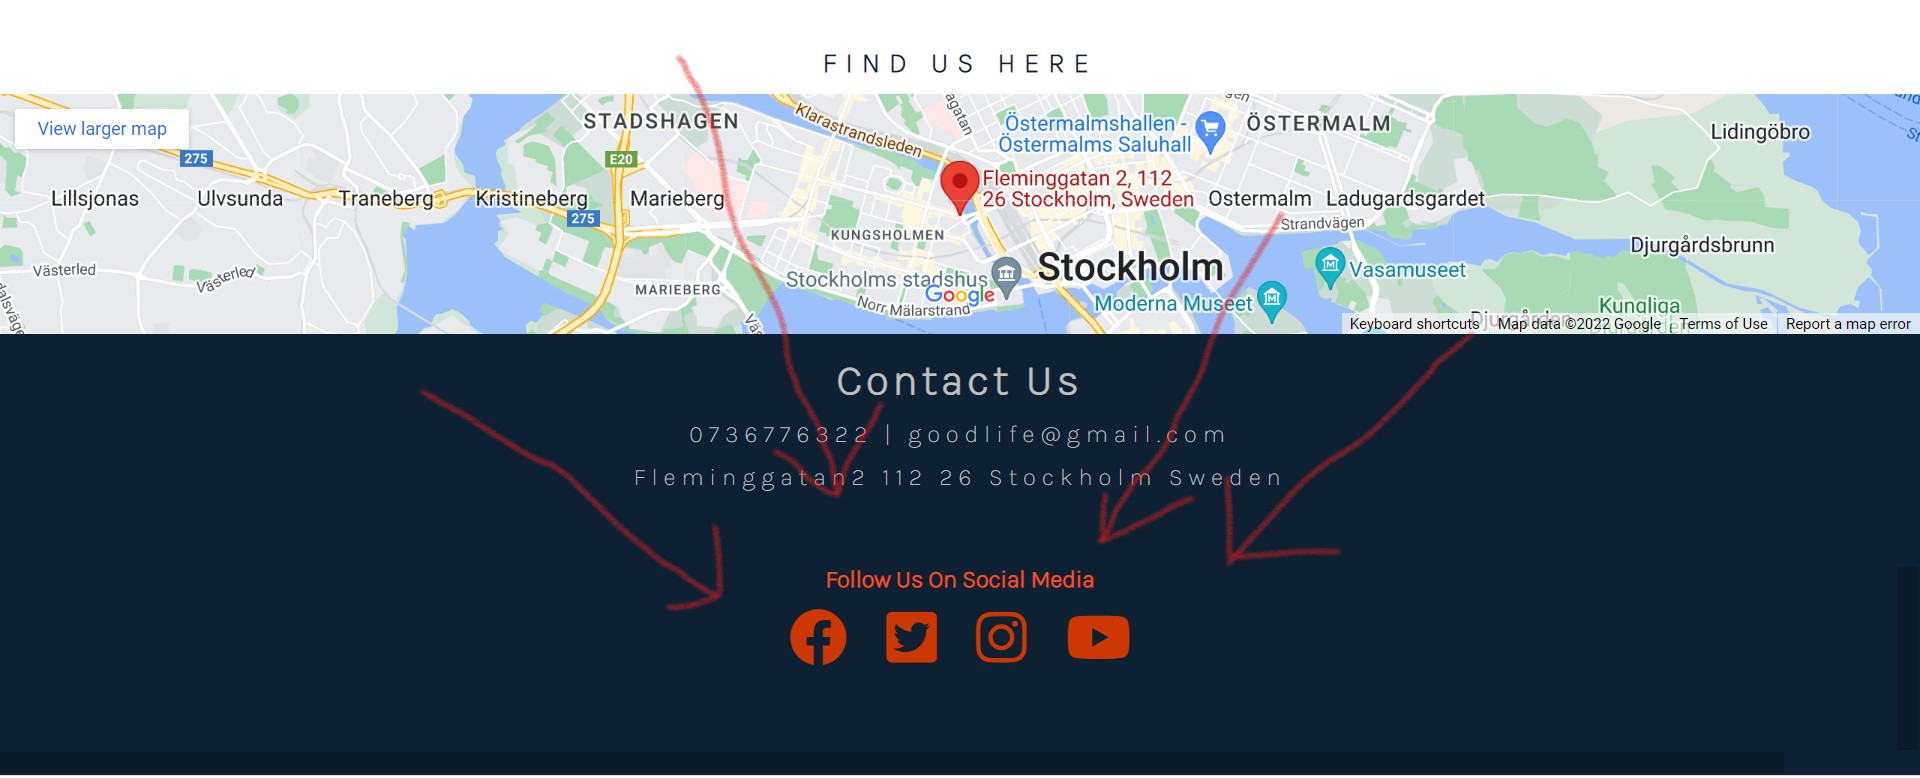 FIND US HERE
View larger map
275
E20
275
STADSHAGEN
Klarastrandsleden
agatan
Östermalmshallen -
Östermalms Saluhall
ÖSTERMALM
Lidingöbro
Lillsjonas
Ulvsunda
Traneberg
Kristineberg
Marieberg
Fleminggatan 2, 112
26 Stockholm, Sweden
Ostermalm
Ladugardsgardet
Strandvägen
KUNGSHOLMEN
Djurgårdsbrunn
Västerled
Västerled
Stockholms stadshus
Stockholm
Vasamuseet
MARIEBERG
Google
Norr Mälarstrand
Moderna Museet
Kungliga
Djurgården
Keyboard shortcuts
Map data ©2022 Google
Terms of Use
Report a map error
Contact Us
0736776322 | goodlife@gmail.com
Fleminggatan2 112 26 Stockholm Sweden
Follow Us On Social Media